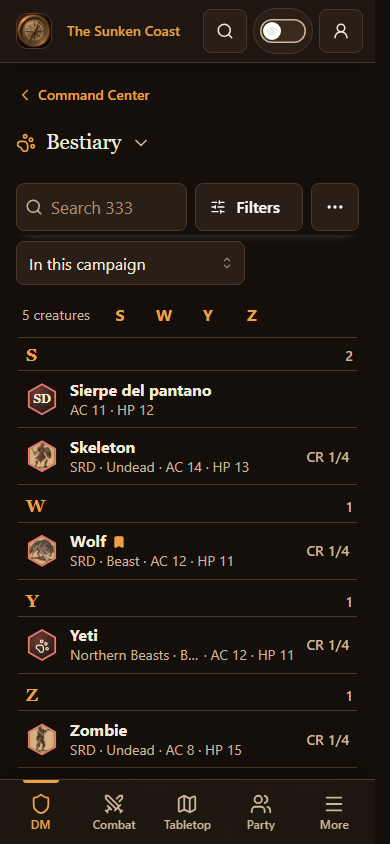 The Sunken Coast
Command Center
Bestiary
Search 333
Filters
In this campaign
5 creatures S W Y Z
S 2
SD Sierpe del pantano
AC 11 · HP 12
Skeleton
SRD · Undead · AC 14 · HP 13 CR 1/4
W 1
Wolf
SRD · Beast · AC 12 · HP 11 CR 1/4
Y 1
Yeti
Northern Beasts · B... · AC 12 · HP 11 CR 1/4
Z 1
Zombie
SRD · Undead · AC 8 · HP 15 CR 1/4
DM Combat Tabletop Party More